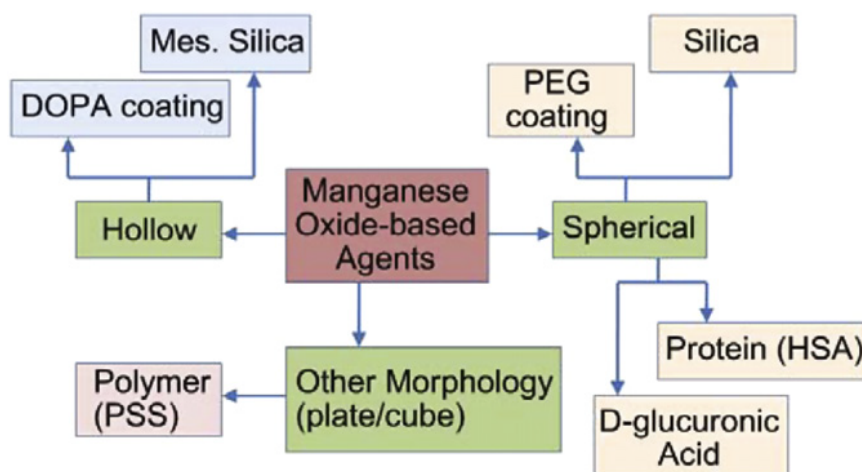 Mes. Silica
Silica
DOPA coating
PEG
coating
Manganese
Oxide-based
Agents
Hollow
Spherical
Protein (HSA)
Polymer
(PSS)
Other Morphology
(plate/cube)
D-glucuronic
Acid